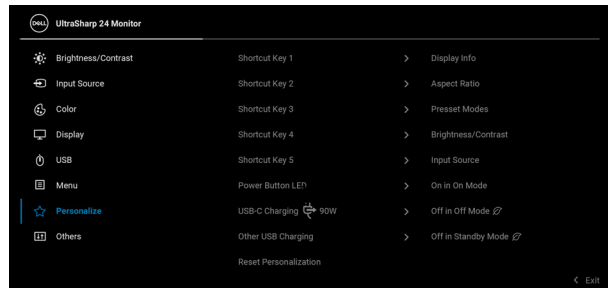 DELL UltraSharp 24 Monitor
Brightness/Contrast Shortcut Key 1 > Display Info
Input Source Shortcut Key 2 > Aspect Ratio
Color Shortcut Key 3 > Presset Modes
Display Shortcut Key 4 > Brightness/Contrast
USB Shortcut Key 5 > Input Source
Menu Power Button LED > On in On Mode
Personalize USB-C Charging 90W > Off in Off Mode
Others Other USB Charging > Off in Standby Mode
Reset Personalization
< Exit